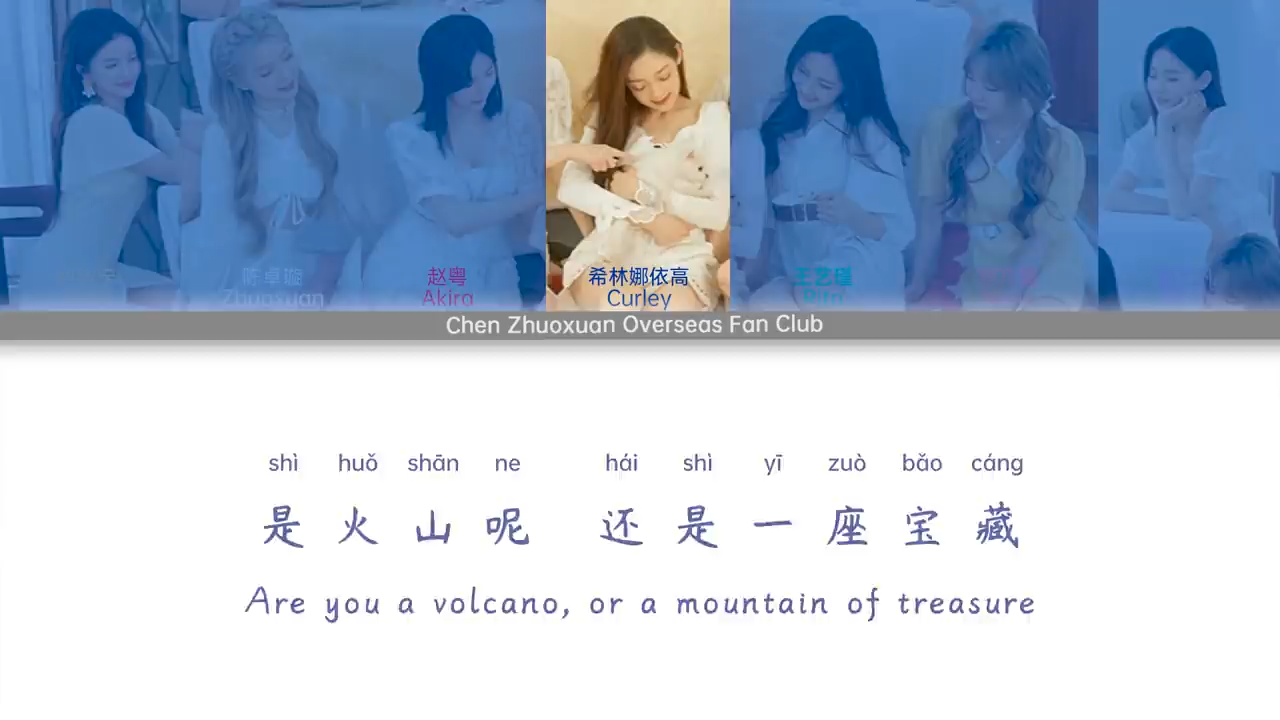 陈卓璇 赵粤 希林娜依高 王艺瑾
Zhuoxuan Akira Curley Rita
Chen Zhuoxuan Overseas Fan Club
shì huǒ shān ne hái shì yī zuò bǎo cáng
是火山呢 还是一座宝藏
Are you a volcano, or a mountain of treasure